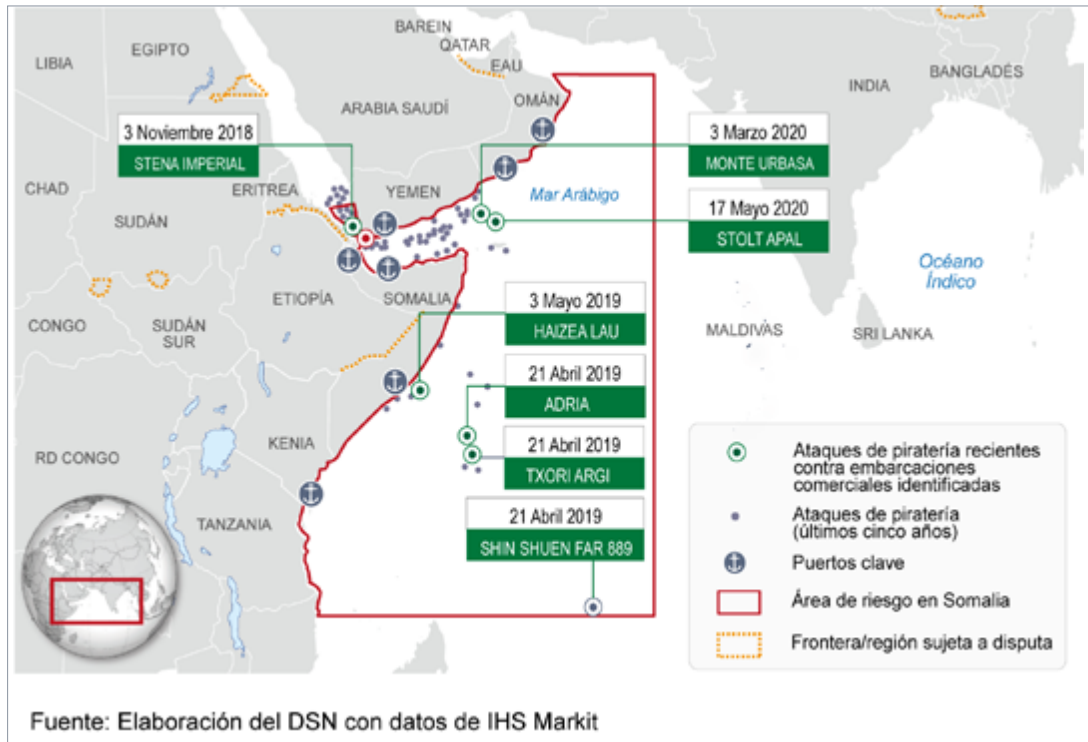 BAREIN
QATAR
EAU
EGIPTO
LIBIA
ARABIA SAUDÍ
OMÁN
INDIA
BANGLADÉS
3 Noviembre 2018
STENA IMPERIAL
3 Marzo 2020
MONTE URBASA
17 Mayo 2020
STOLT APAL
CHAD
SUDÁN
ERITREA
YEMEN
Mar Arábigo
Océano
Índico
ETIOPÍA
SOMALIA
CONGO
SUDÁN
SUR
MALDIVAS
SRI LANKA
3 Mayo 2019
HAIZEA LAU
21 Abril 2019
ADRIA
21 Abril 2019
TXORI ARGI
21 Abril 2019
SHIN SHUEN FAR 889
RD CONGO
KENIA
TANZANIA
Ataques de piratería recientes
contra embarcaciones
comerciales identificadas
Ataques de piratería
(últimos cinco años)
Puertos clave
Área de riesgo en Somalia
Frontera/región sujeta a disputa
Fuente: Elaboración del DSN con datos de IHS Markit